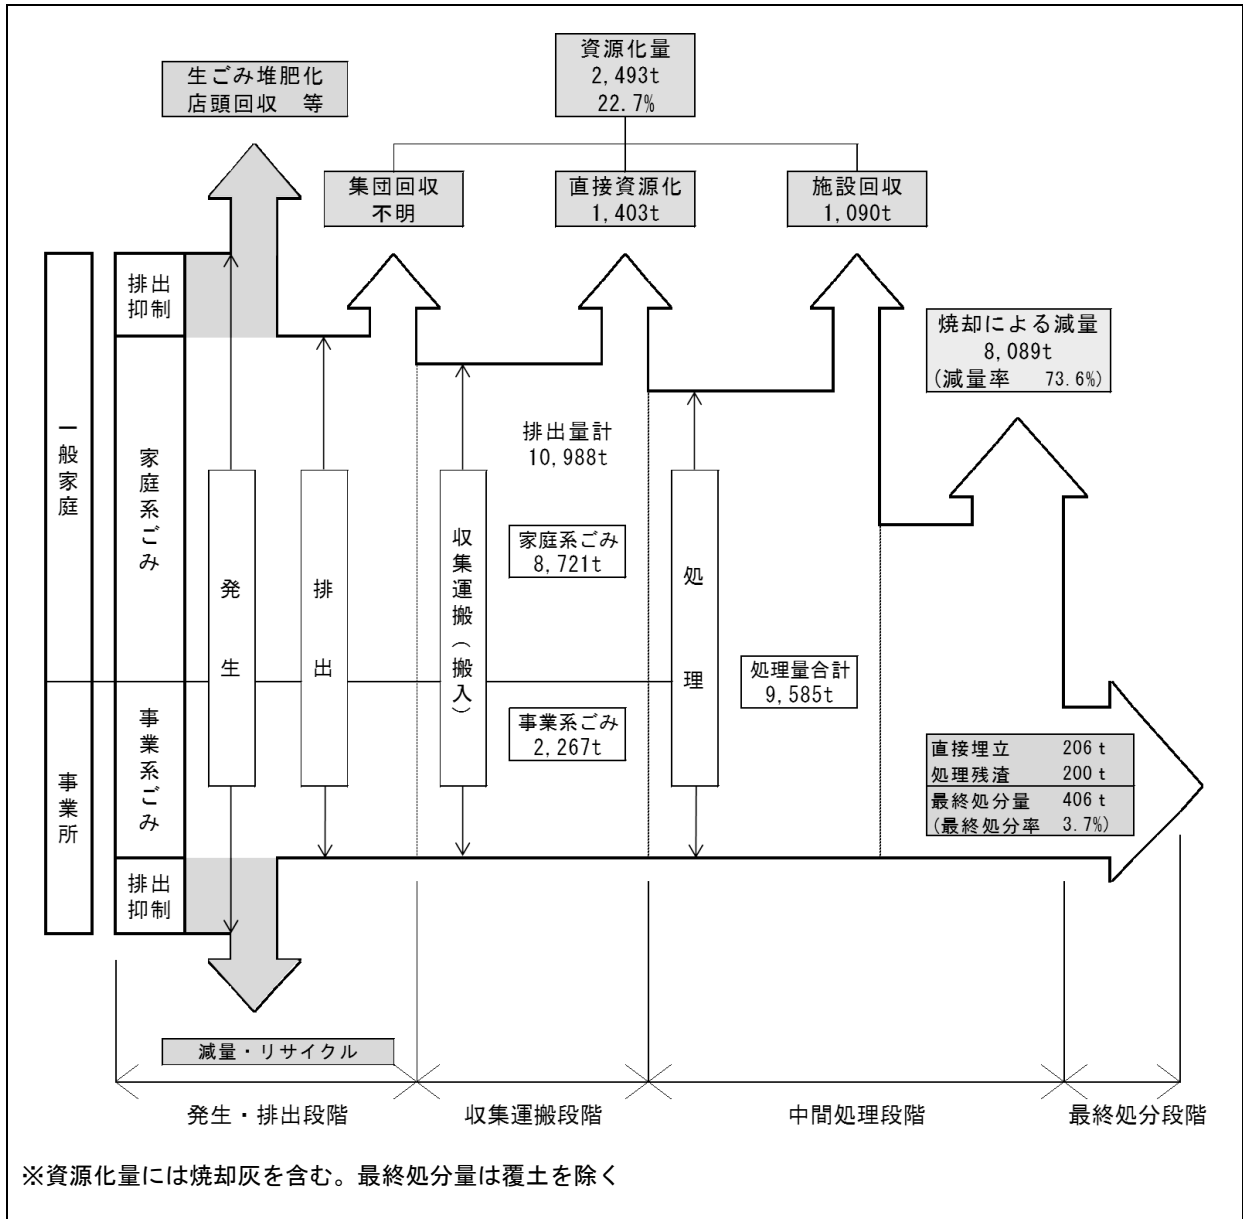 資源化量
2,493t
22.7%
生ごみ堆肥化
店頭回収　等
集団回収
不明
直接資源化
1,403t
施設回収
1,090t
焼却による減量
8,089t
(減量率　73.6%)
排出
抑制
一般家庭
家庭系ごみ
発生
排出
収集運搬(搬入)
排出量計
10,988t
家庭系ごみ
8,721t
処理
処理量合計
9,585t
事業系ごみ
2,267t
事業所
事業系ごみ
排出
抑制
直接埋立　206 t
処理残渣　200 t
最終処分量　406 t
(最終処分率　3.7%)
減量・リサイクル
発生・排出段階
収集運搬段階
中間処理段階
最終処分段階
※資源化量には焼却灰を含む。最終処分量は覆土を除く